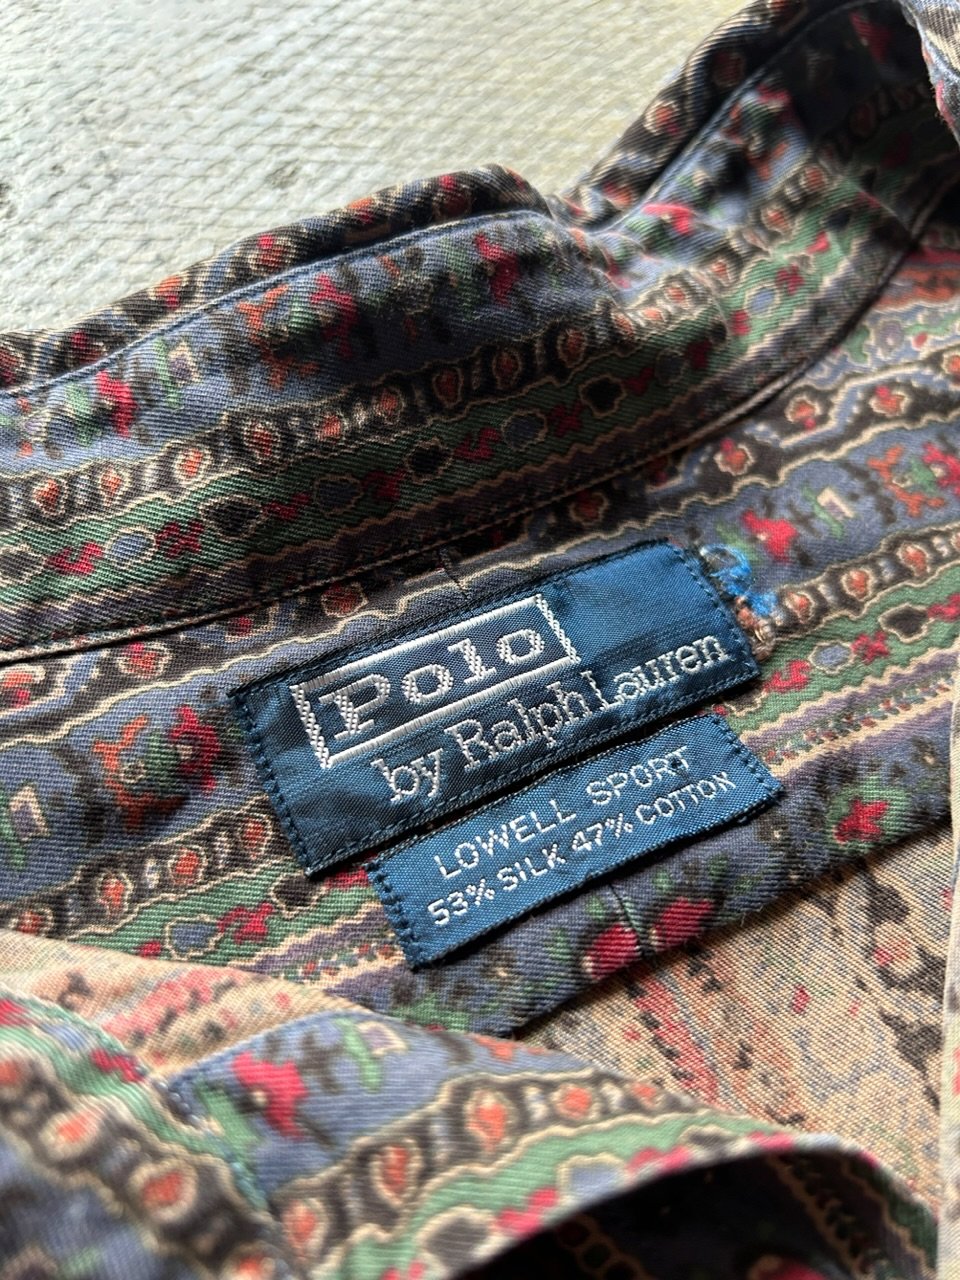 Polo
by Ralph Lauren
LOWELL SPORT
53% SILK 47% COTTON